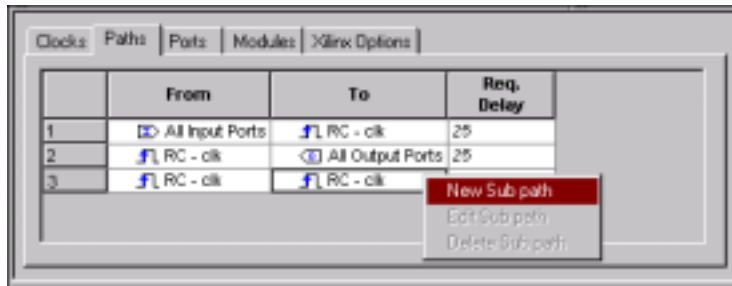 Clocks Paths Ports Modules Xilinx Options
From To Req. Delay
1 All Input Ports RC - clk 25
2 RC - clk All Output Ports 25
3 RC - clk RC - clk
New Sub path
Edit Sub path
Delete Sub path